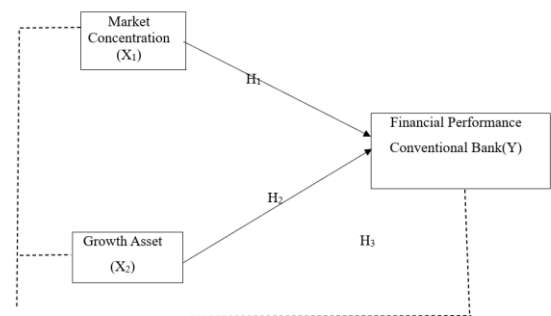 Market
Concentration
(X₁)
H₁
Financial Performance
Conventional Bank(Y)
H₂
Growth Asset
(X₂)
H₃